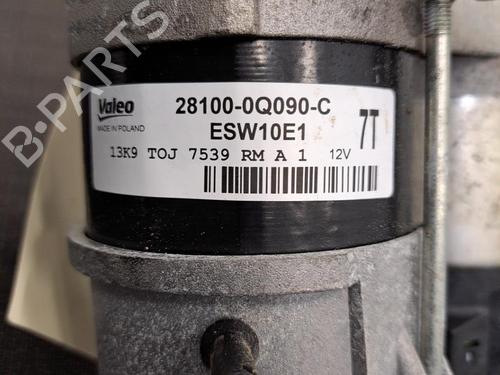 B-PARTS
Valeo
MADE IN POLAND
28100-0Q090-C
ESW10E1
7T
13K9 TOJ 7539 RM A 1 12V